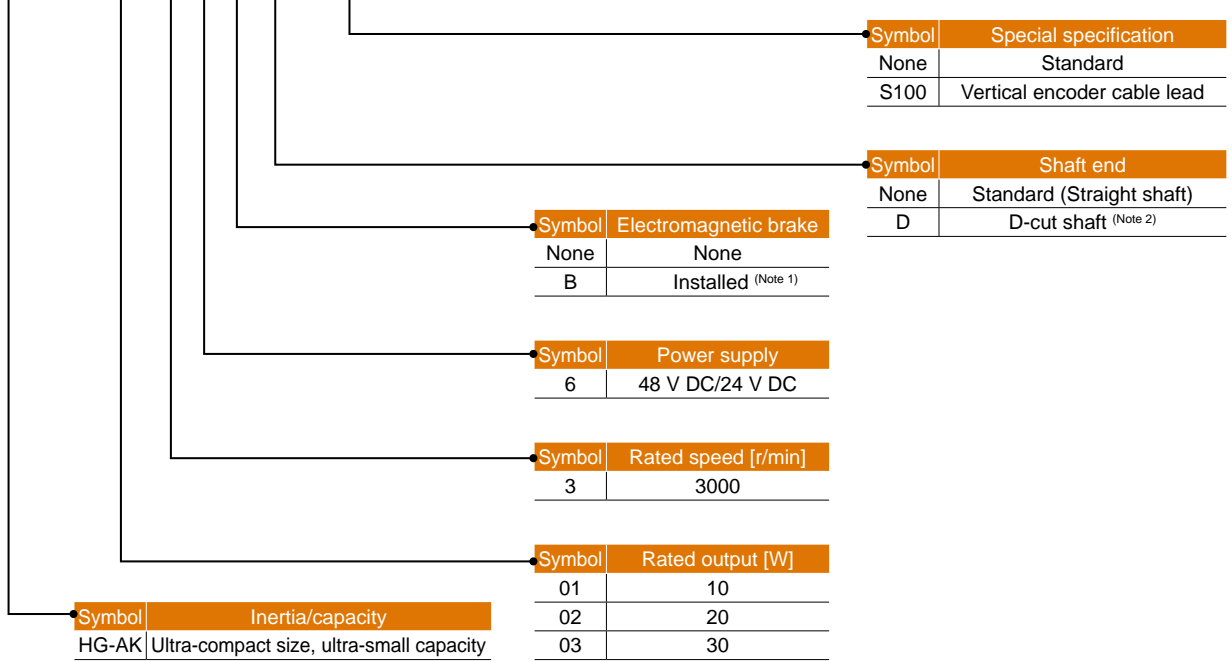 Symbol Special specification
None Standard
S100 Vertical encoder cable lead
Symbol Shaft end
None Standard (Straight shaft)
D D-cut shaft (Note 2)
Symbol Electromagnetic brake
None None
B Installed (Note 1)
Symbol Power supply
6 48 V DC/24 V DC
Symbol Rated speed [r/min]
3 3000
Symbol Rated output [W]
01 10
02 20
03 30
Symbol Inertia/capacity
HG-AK Ultra-compact size, ultra-small capacity